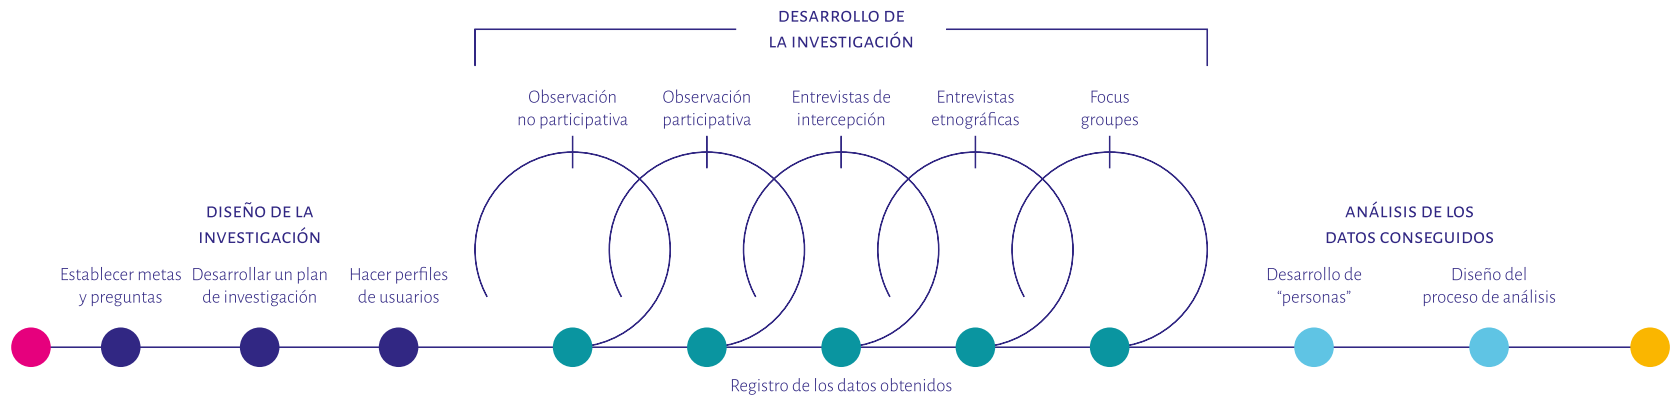 DESARROLLO DE
LA INVESTIGACIÓN
Observación
no participativa
Observación
participativa
Entrevistas de
intercepción
Entrevistas
etnográficas
Focus
groupes
DISEÑO DE LA
INVESTIGACIÓN
Establecer metas
y preguntas
Desarrollar un plan
de investigación
Hacer perfiles
de usuarios
ANÁLISIS DE LOS
DATOS CONSEGUIDOS
Desarrollo de
“personas”
Diseño del
proceso de análisis
Registro de los datos obtenidos